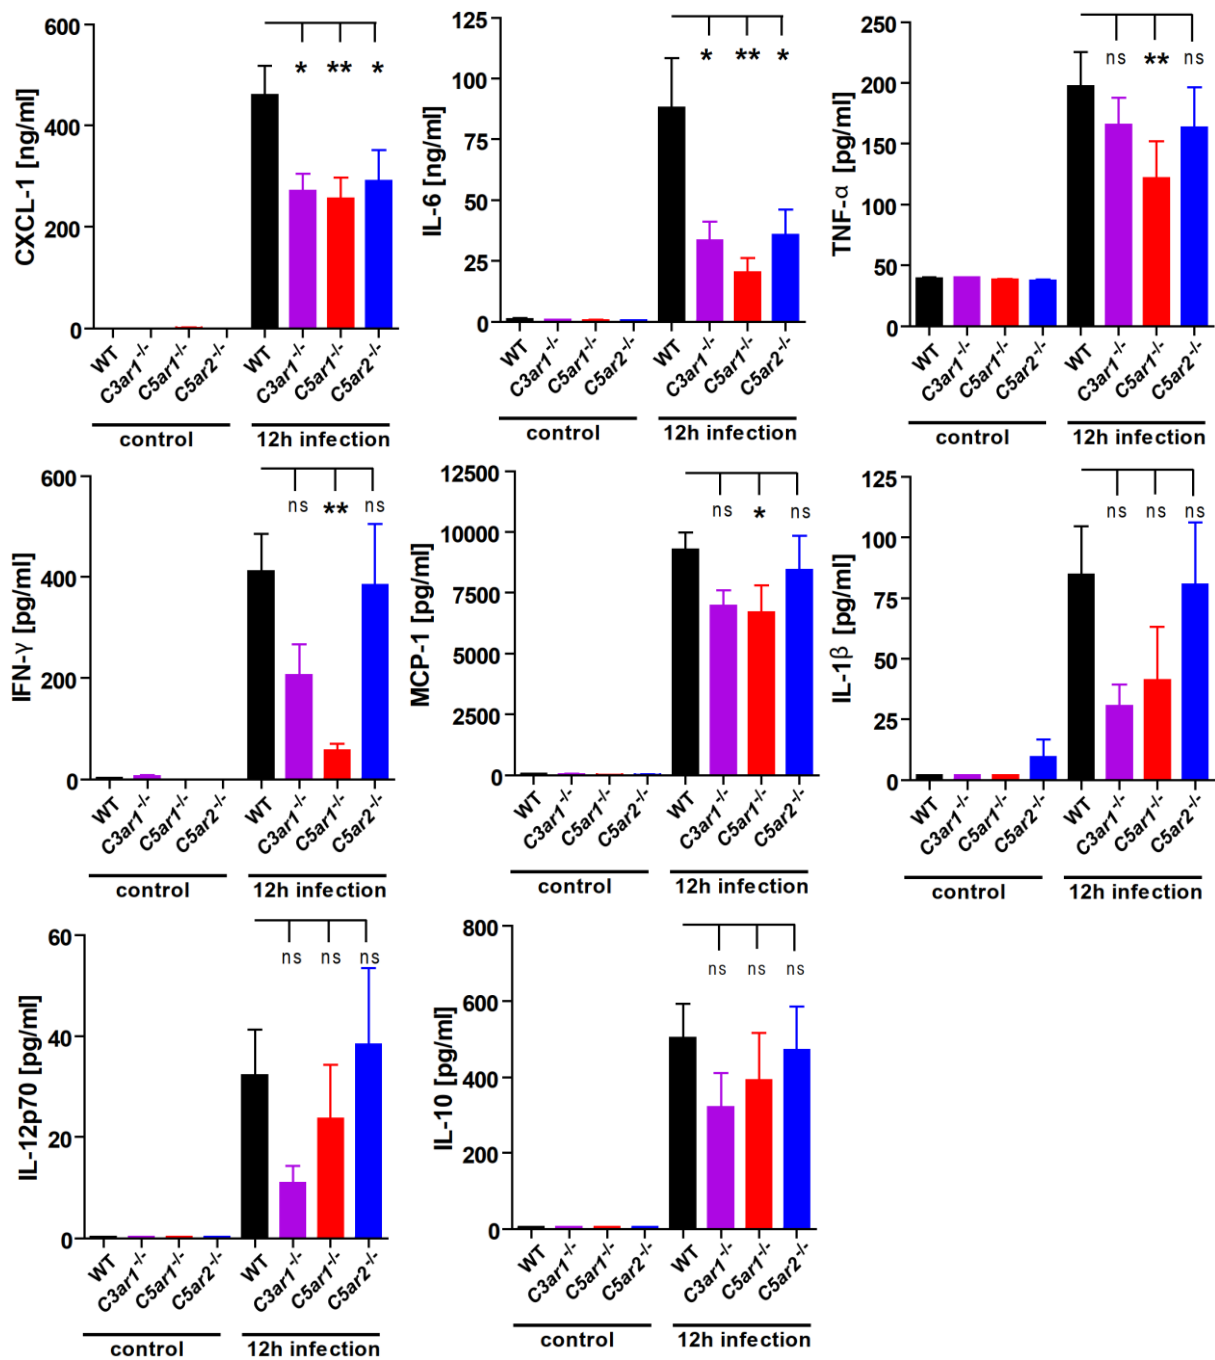 CXCL-1 [ng/ml]
600
400
200
0
* ** *
WT C3ar1-/- C5ar1-/- C5ar2-/- WT C3ar1-/- C5ar1-/- C5ar2-/-
control 12h infection
IL-6 [ng/ml]
125
100
75
50
25
0
* ** *
WT C3ar1-/- C5ar1-/- C5ar2-/- WT C3ar1-/- C5ar1-/- C5ar2-/-
control 12h infection
TNF-α [pg/ml]
250
200
150
100
50
0
ns ** ns
WT C3ar1-/- C5ar1-/- C5ar2-/- WT C3ar1-/- C5ar1-/- C5ar2-/-
control 12h infection
IFN-γ [pg/ml]
600
400
200
0
ns ** ns
WT C3ar1-/- C5ar1-/- C5ar2-/- WT C3ar1-/- C5ar1-/- C5ar2-/-
control 12h infection
MCP-1 [pg/ml]
12500
10000
7500
5000
2500
0
ns * ns
WT C3ar1-/- C5ar1-/- C5ar2-/- WT C3ar1-/- C5ar1-/- C5ar2-/-
control 12h infection
IL-1β [pg/ml]
125
100
75
50
25
0
ns ns ns
WT C3ar1-/- C5ar1-/- C5ar2-/- WT C3ar1-/- C5ar1-/- C5ar2-/-
control 12h infection
IL-12p70 [pg/ml]
60
40
20
0
ns ns ns
WT C3ar1-/- C5ar1-/- C5ar2-/- WT C3ar1-/- C5ar1-/- C5ar2-/-
control 12h infection
IL-10 [pg/ml]
800
600
400
200
0
ns ns ns
WT C3ar1-/- C5ar1-/- C5ar2-/- WT C3ar1-/- C5ar1-/- C5ar2-/-
control 12h infection